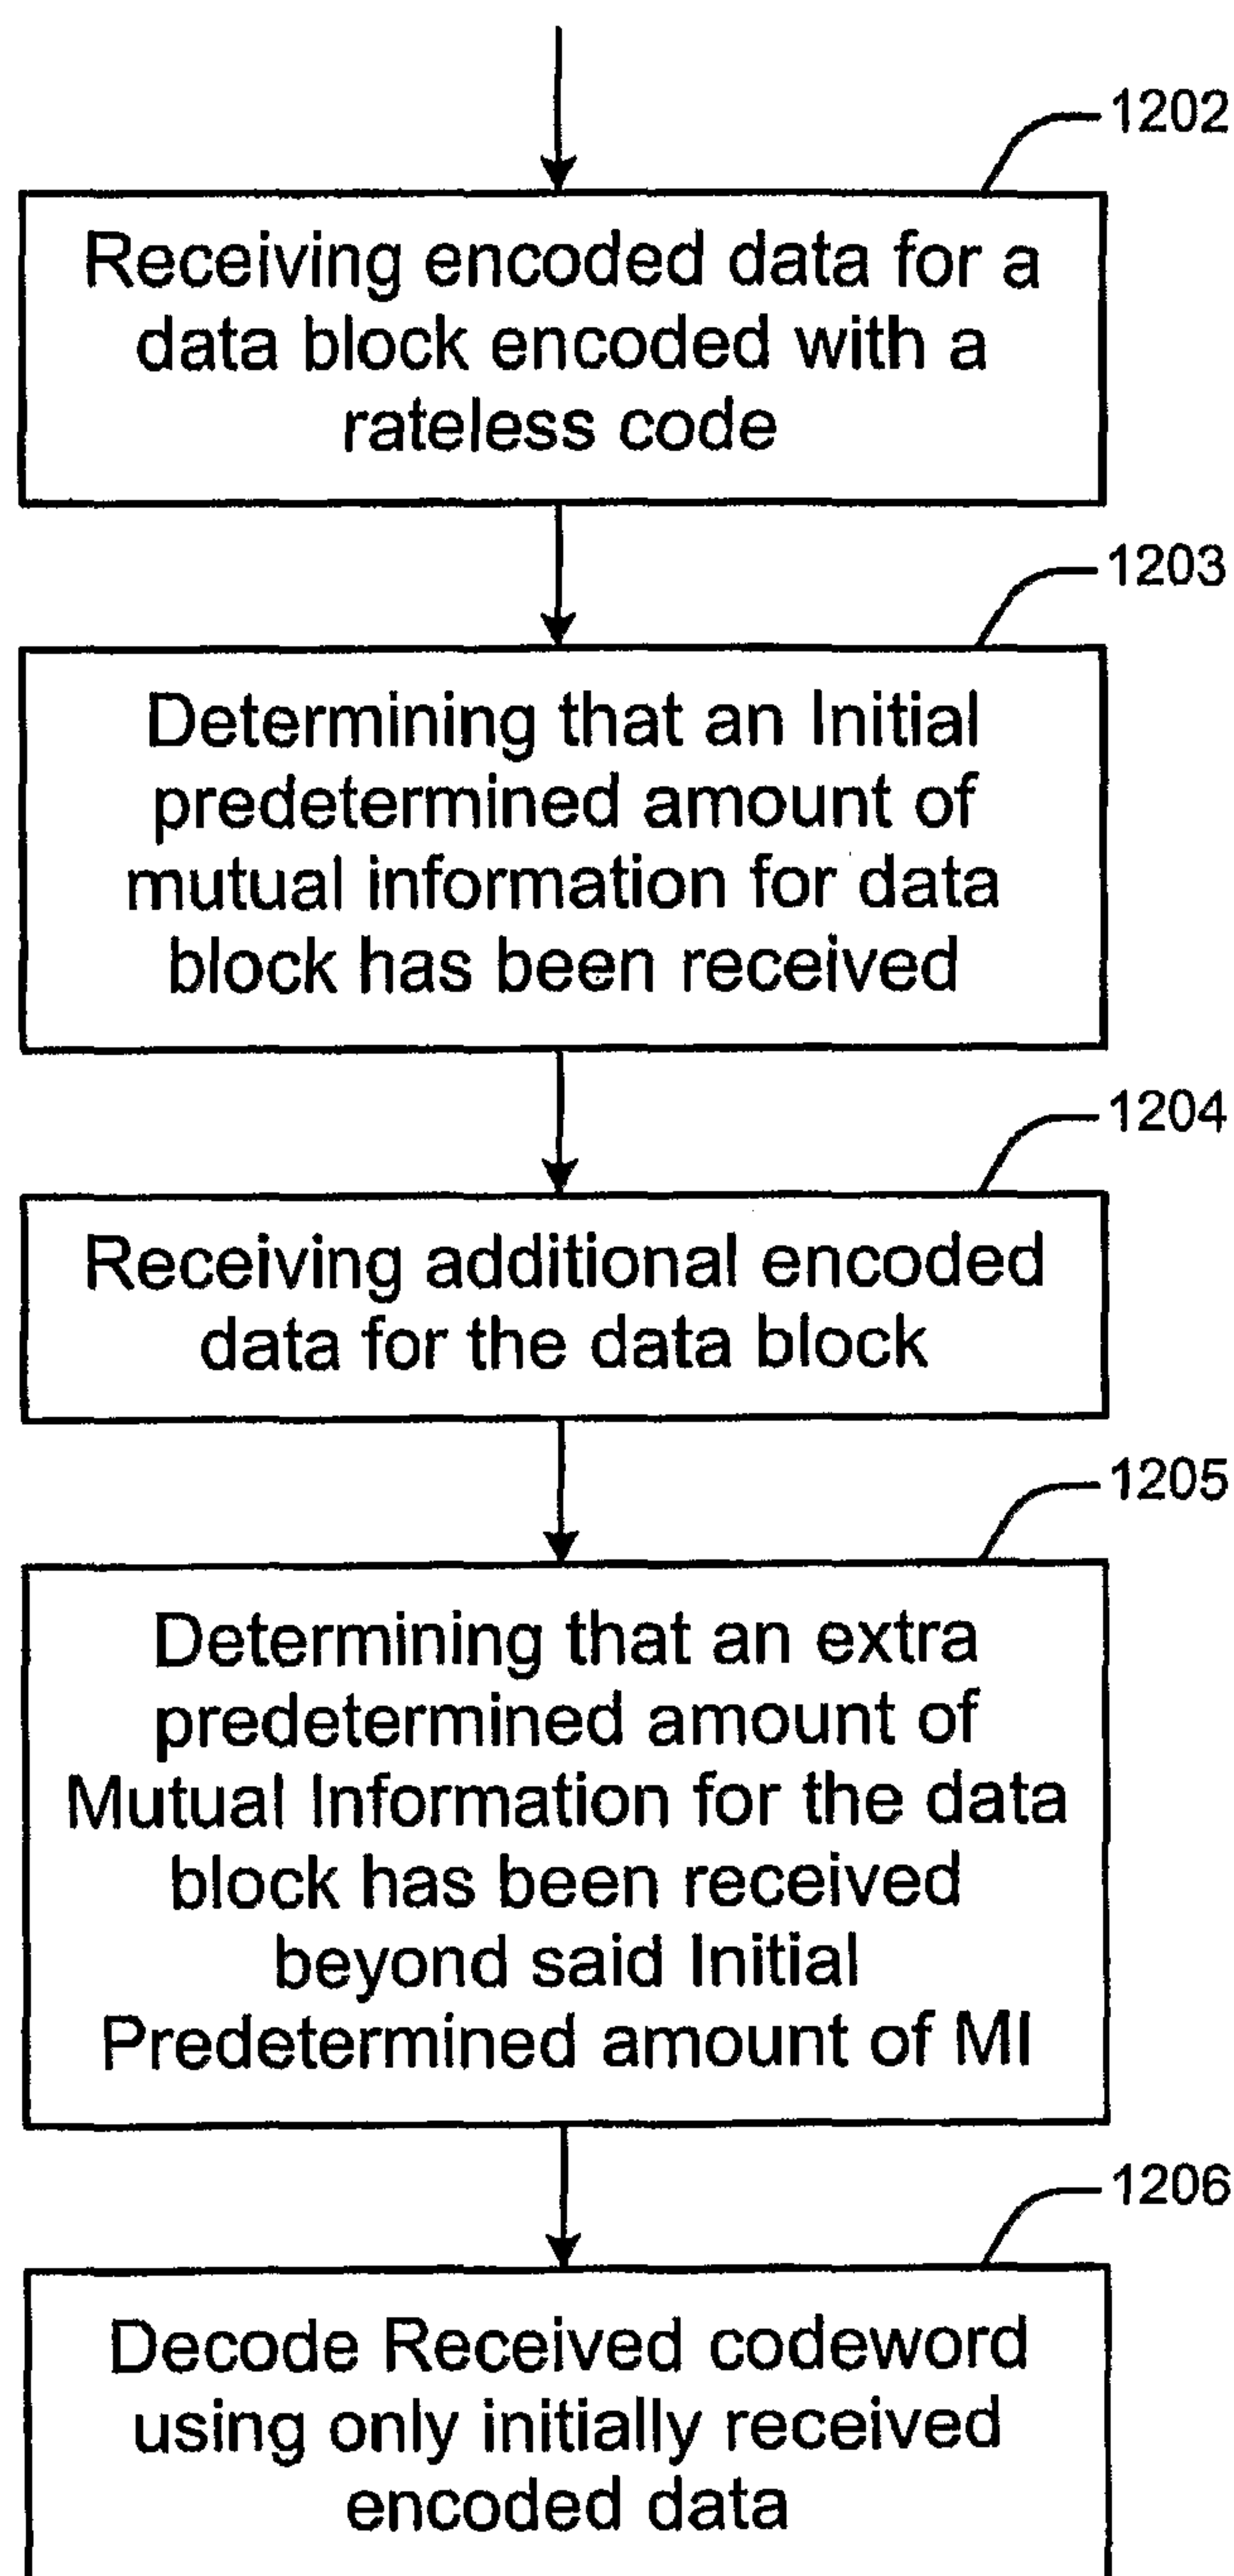 1202
Receiving encoded data for a
data block encoded with a
rateless code
1203
Determining that an Initial
predetermined amount of
mutual information for data
block has been received
1204
Receiving additional encoded
data for the data block
1205
Determining that an extra
predetermined amount of
Mutual Information for the data
block has been received
beyond said Initial
Predetermined amount of MI
1206
Decode Received codeword
using only initially received
encoded data